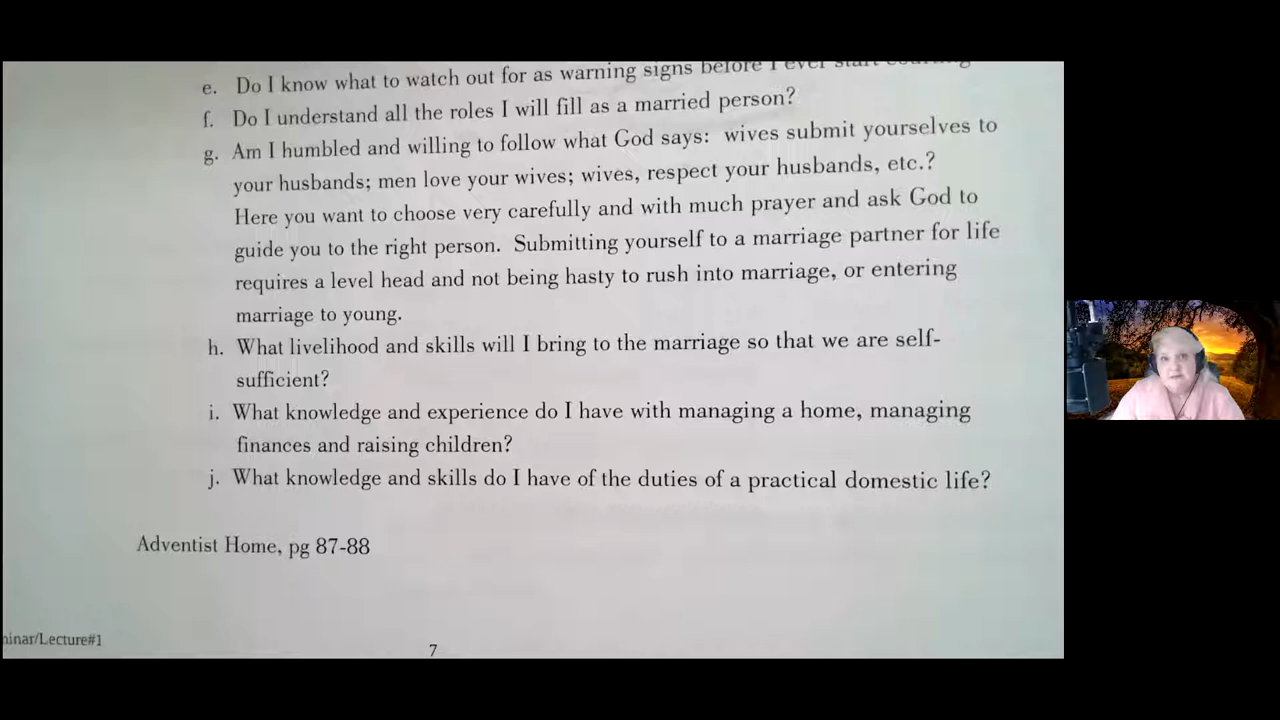 e. Do I know what to watch out for as warning signs before I ever start
f. Do I understand all the roles I will fill as a married person?
g. Am I humbled and willing to follow what God says: wives submit yourselves to
your husbands; men love your wives; wives, respect your husbands, etc.?
Here you want to choose very carefully and with much prayer and ask God to
guide you to the right person. Submitting yourself to a marriage partner for life
requires a level head and not being hasty to rush into marriage, or entering
marriage to young.
h. What livelihood and skills will I bring to the marriage so that we are self-
sufficient?
i. What knowledge and experience do I have with managing a home, managing
finances and raising children?
j. What knowledge and skills do I have of the duties of a practical domestic life?
Adventist Home, pg 87-88
inar/Lecture#1
7